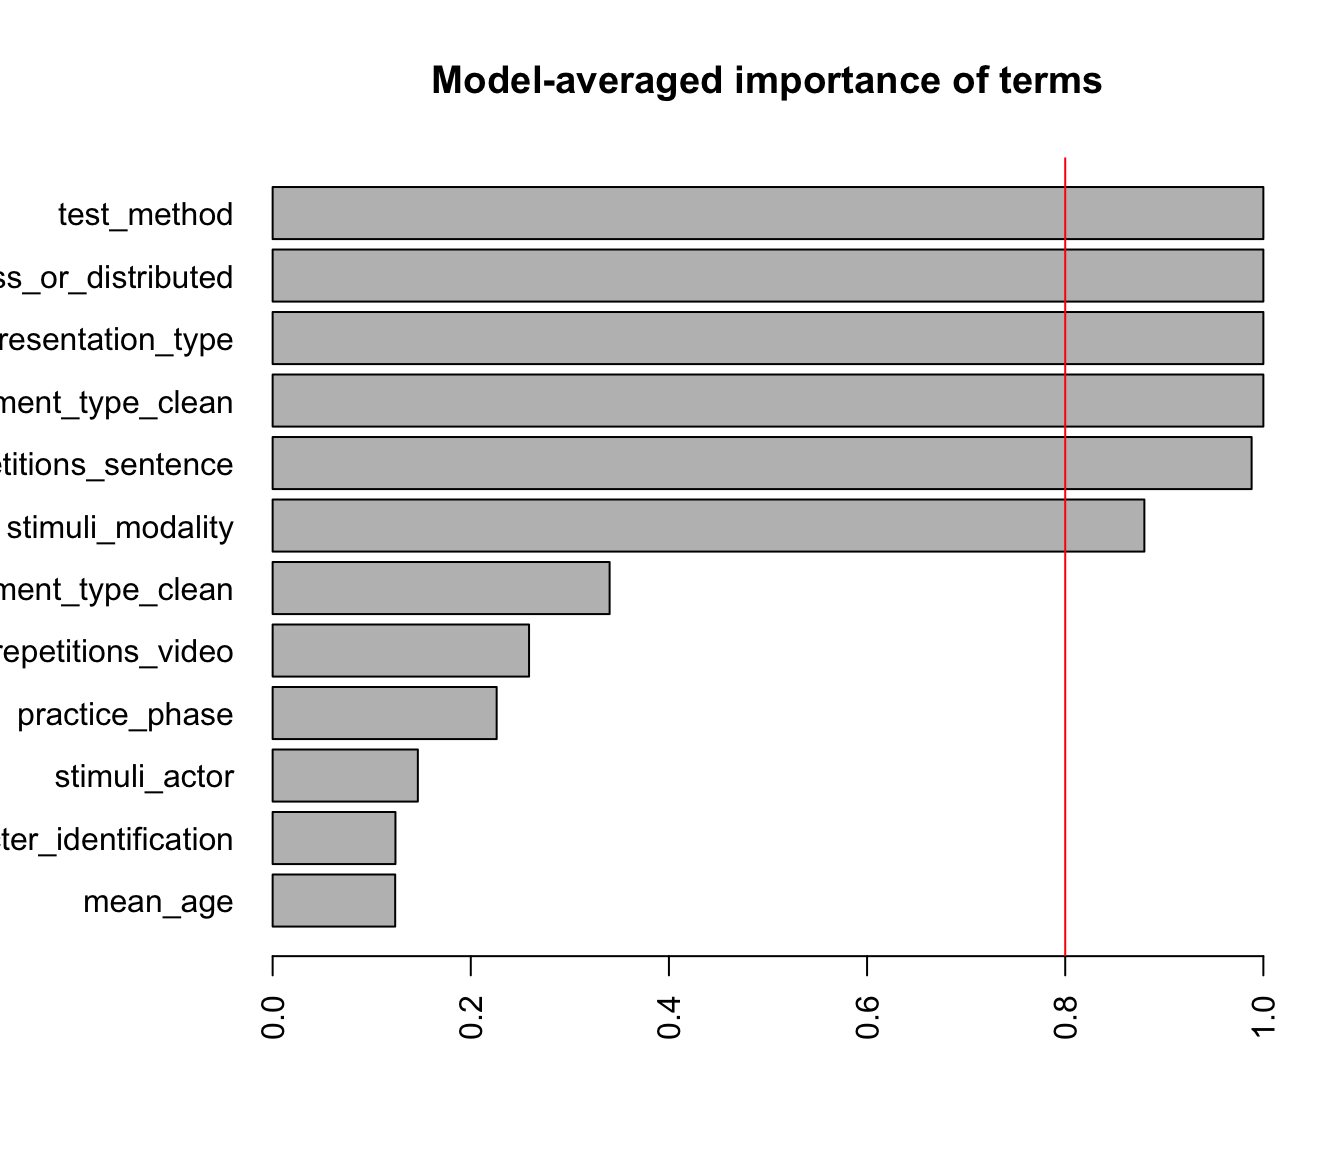 Model-averaged importance of terms
test_method
ss_or_distributed
resentation_type
ment_type_clean
etitions_sentence
stimuli_modality
ment_type_clean
repetitions_video
practice_phase
stimuli_actor
cter_identification
mean_age
0.0 0.2 0.4 0.6 0.8 1.0